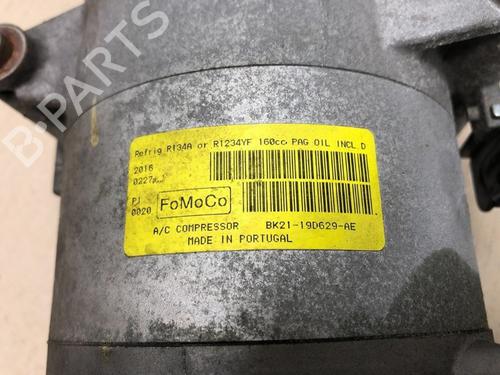 Refrig R134A or R1234YF 160cc PAG OIL INCL.D
2016
0227
PJ
0020
FoMoCo
A/C COMPRESSOR BK21-19D629-AE
MADE IN PORTUGAL
B-PARTS